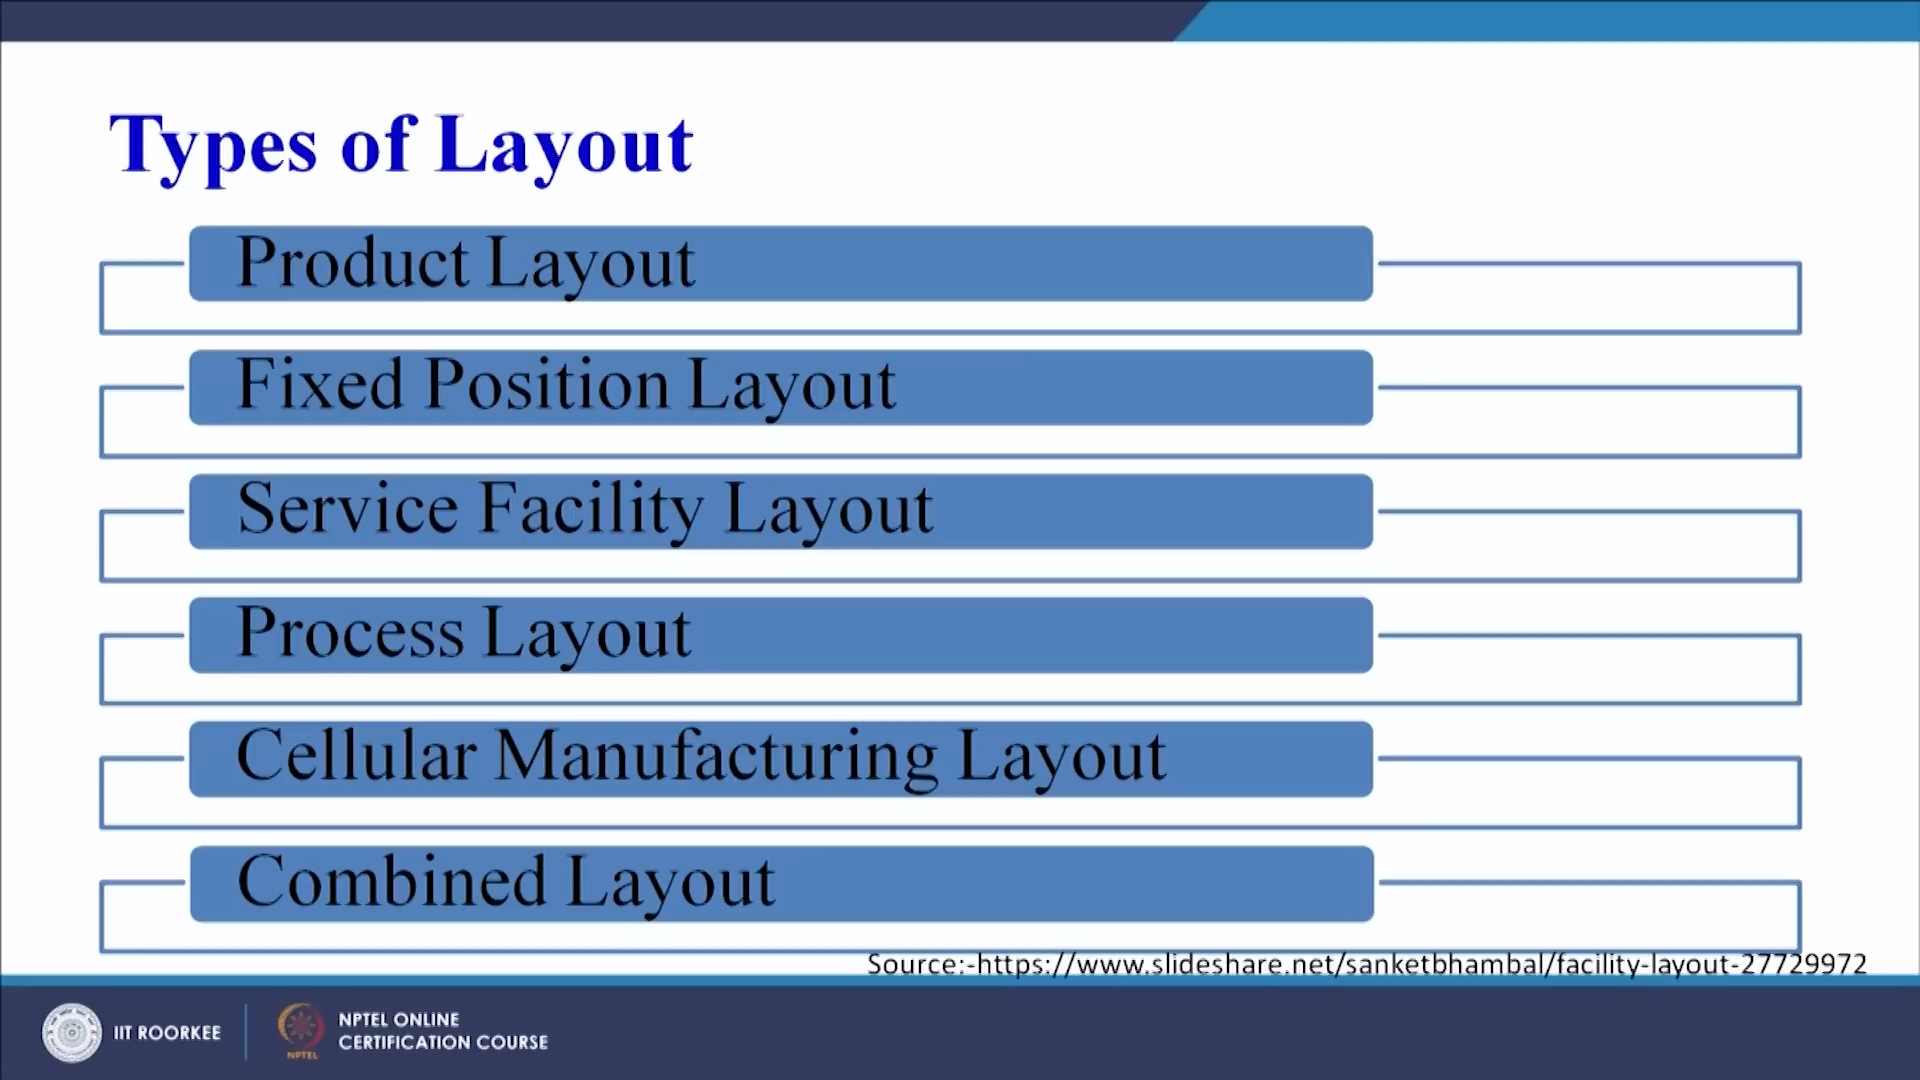 Types of Layout
Product Layout
Fixed Position Layout
Service Facility Layout
Process Layout
Cellular Manufacturing Layout
Combined Layout
Source:-https://www.slideshare.net/sanketbhambal/facility-layout-27729972
IIT ROORKEE
NPTEL
NPTEL ONLINE
CERTIFICATION COURSE